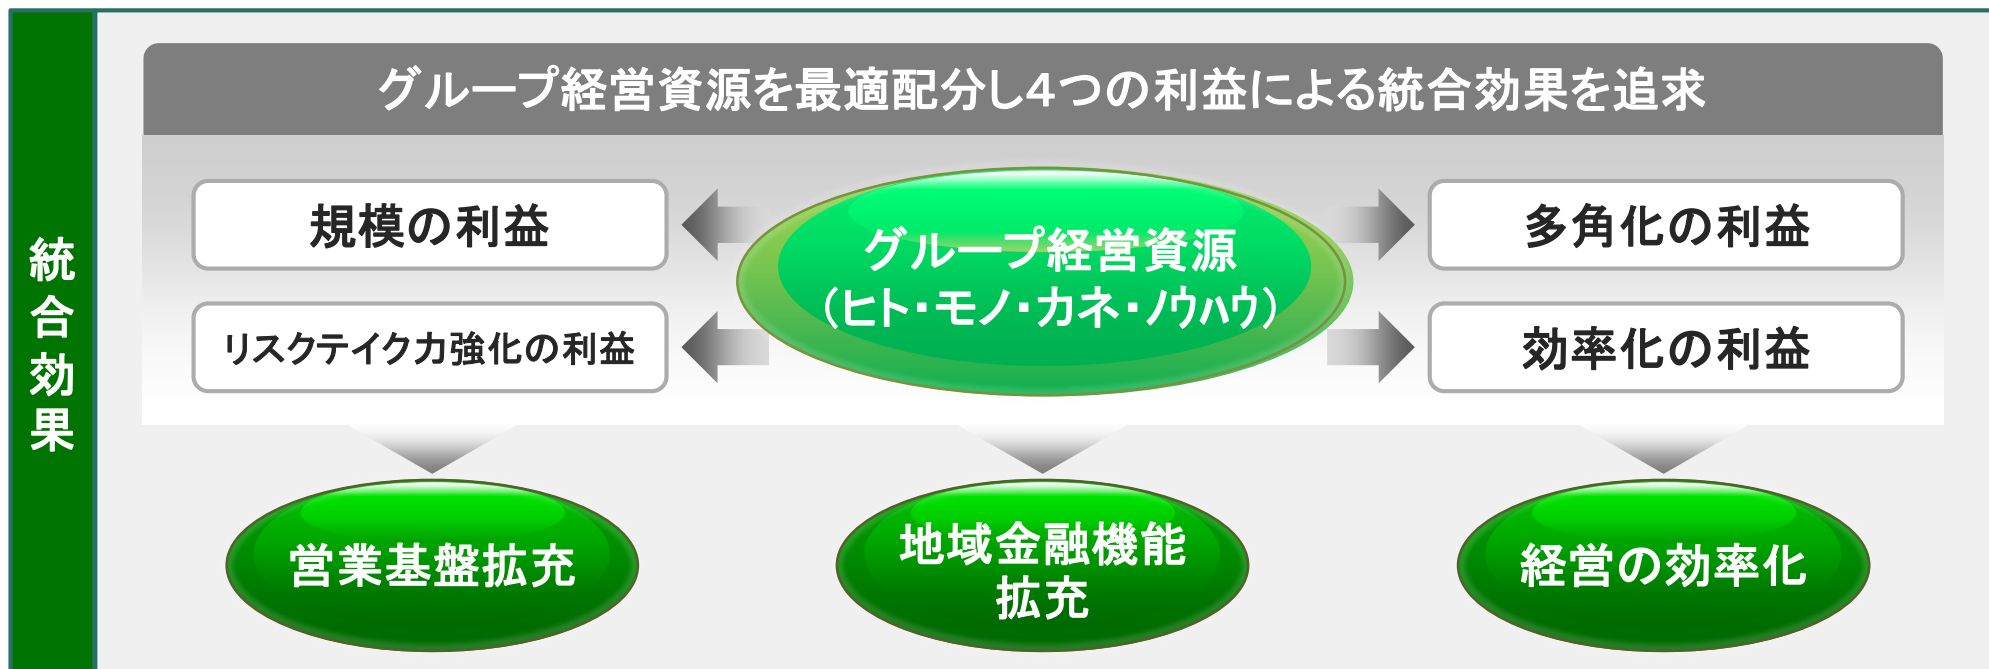 統合効果
グループ経営資源を最適配分し4つの利益による統合効果を追求
規模の利益
リスクテイク力強化の利益
グループ経営資源
(ヒト・モノ・カネ・ノウハウ)
多角化の利益
効率化の利益
営業基盤拡充
地域金融機能
拡充
経営の効率化